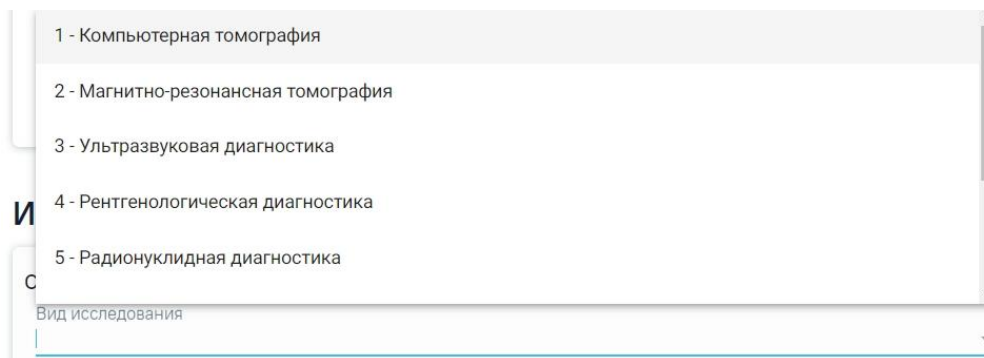 1 - Компьютерная томография
2 - Магнитно-резонансная томография
3 - Ультразвуковая диагностика
4 - Рентгенологическая диагностика
5 - Радионуклидная диагностика
Вид исследования